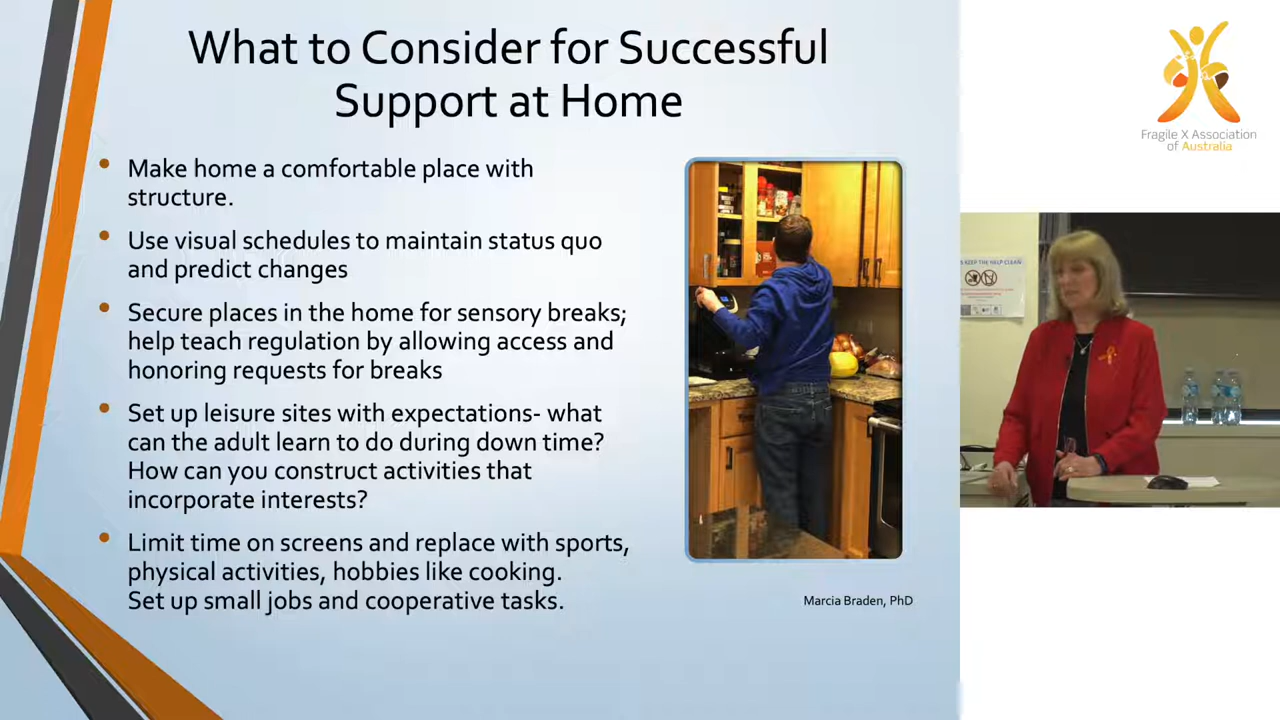 What to Consider for Successful
Support at Home
Make home a comfortable place with
structure.
Use visual schedules to maintain status quo
and predict changes
Secure places in the home for sensory breaks;
help teach regulation by allowing access and
honoring requests for breaks
Set up leisure sites with expectations- what
can the adult learn to do during down time?
How can you construct activities that
incorporate interests?
Limit time on screens and replace with sports,
physical activities, hobbies like cooking.
Set up small jobs and cooperative tasks.
Marcia Braden, PhD
Fragile X Association
of Australia
KEEP THE HELP CLEAN